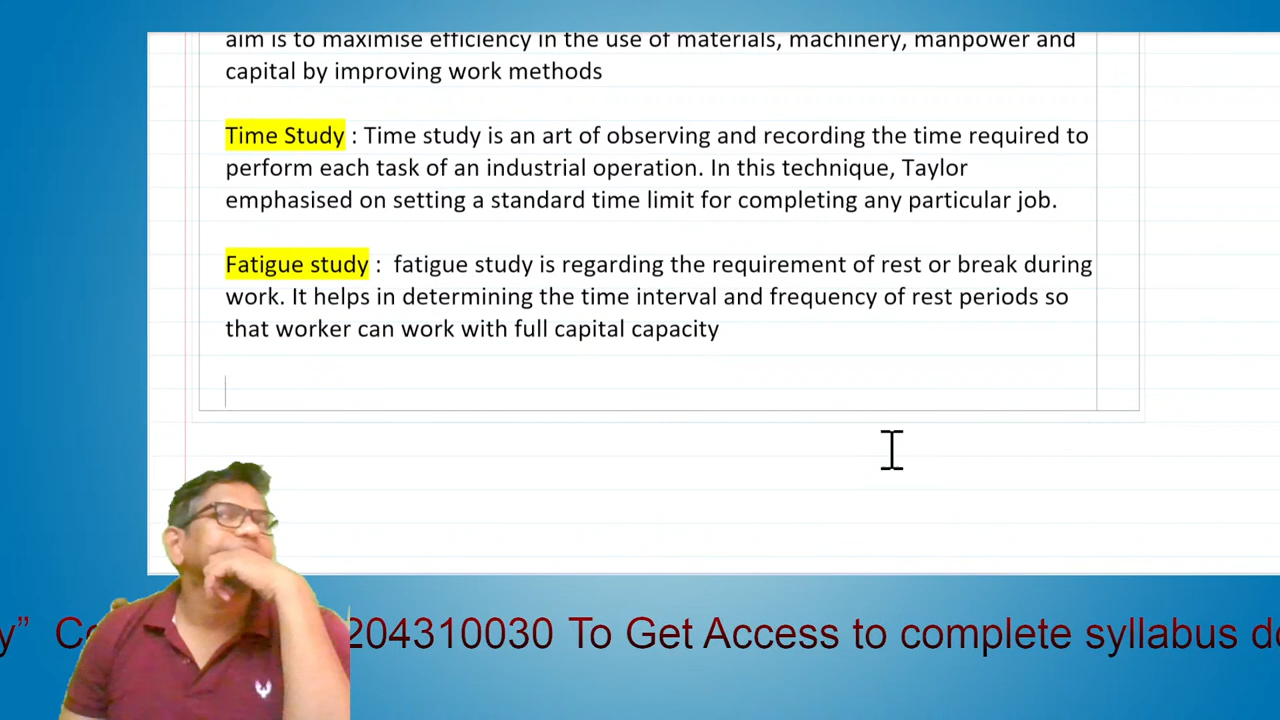 aim is to maximise efficiency in the use of materials, machinery, manpower and
capital by improving work methods
Time Study : Time study is an art of observing and recording the time required to
perform each task of an industrial operation. In this technique, Taylor
emphasised on setting a standard time limit for completing any particular job.
Fatigue study : fatigue study is regarding the requirement of rest or break during
work. It helps in determining the time interval and frequency of rest periods so
that worker can work with full capital capacity
204310030 To Get Access to complete syllabus